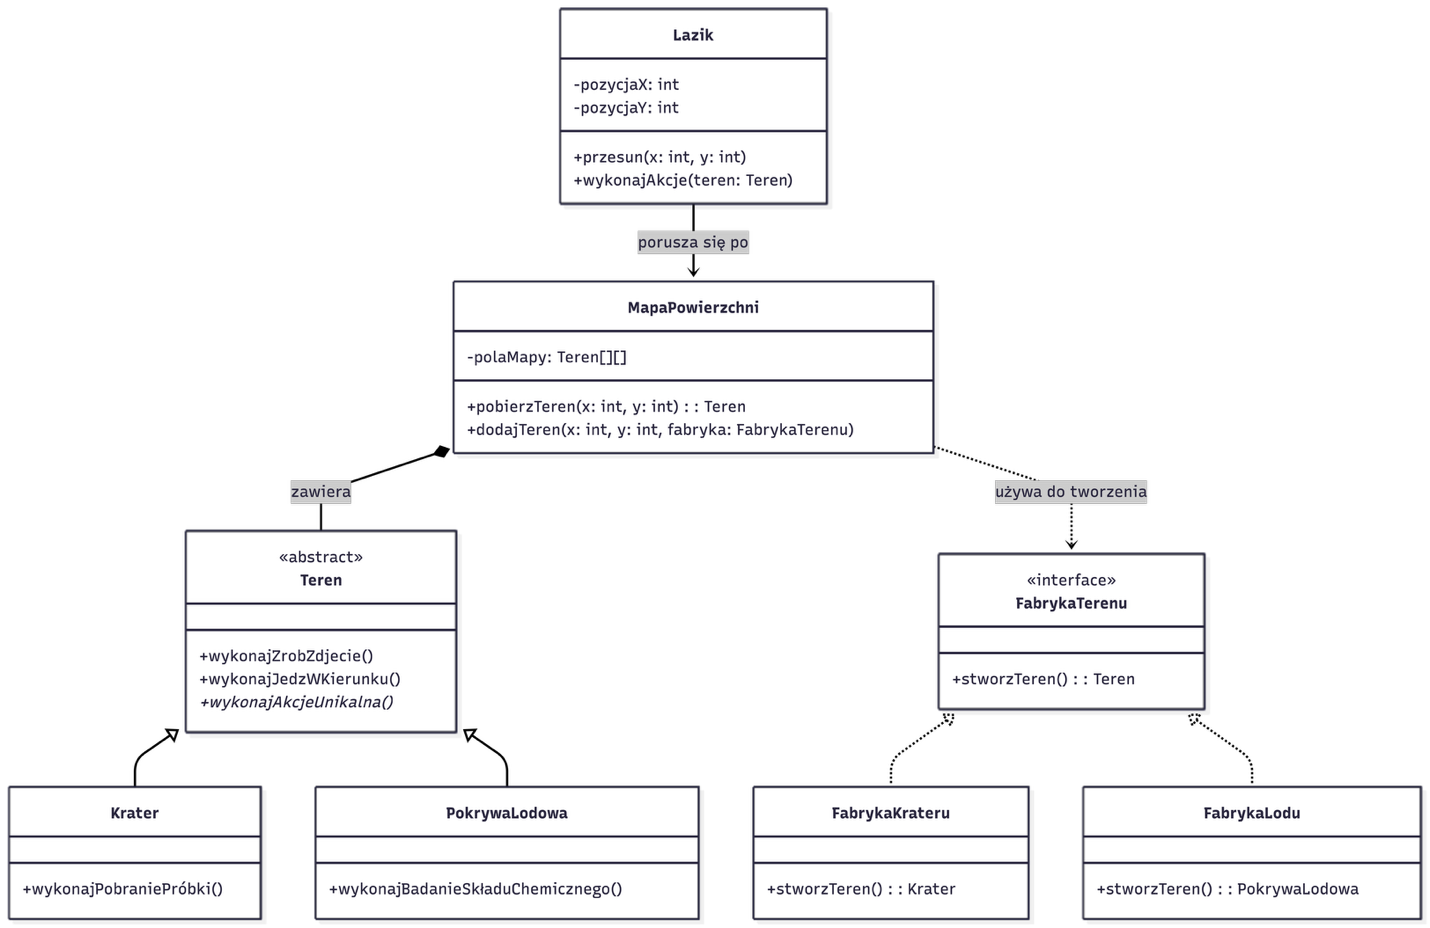 Lazik
-pozycjaX: int
-pozycjaY: int
+przesun(x: int, y: int)
+wykonajAkcje(teren: Teren)
porusza się po
MapaPowierzchni
-polaMapy: Teren[][]
+pobierzTeren(x: int, y: int) : : Teren
+dodajTeren(x: int, y: int, fabryka: FabrykaTerenu)
zawiera
używa do tworzenia
«abstract»
Teren
+wykonajZrobZdjecie()
+wykonajJedzWKierunku()
+wykonajAkcjeUnikalna()
«interface»
FabrykaTerenu
+stworzTeren() : : Teren
Krater
+wykonajPobraniePróbki()
PokrywaLodowa
+wykonajBadanieSkładuChemicznego()
FabrykaKrateru
+stworzTeren() : : Krater
FabrykaLodu
+stworzTeren() : : PokrywaLodowa